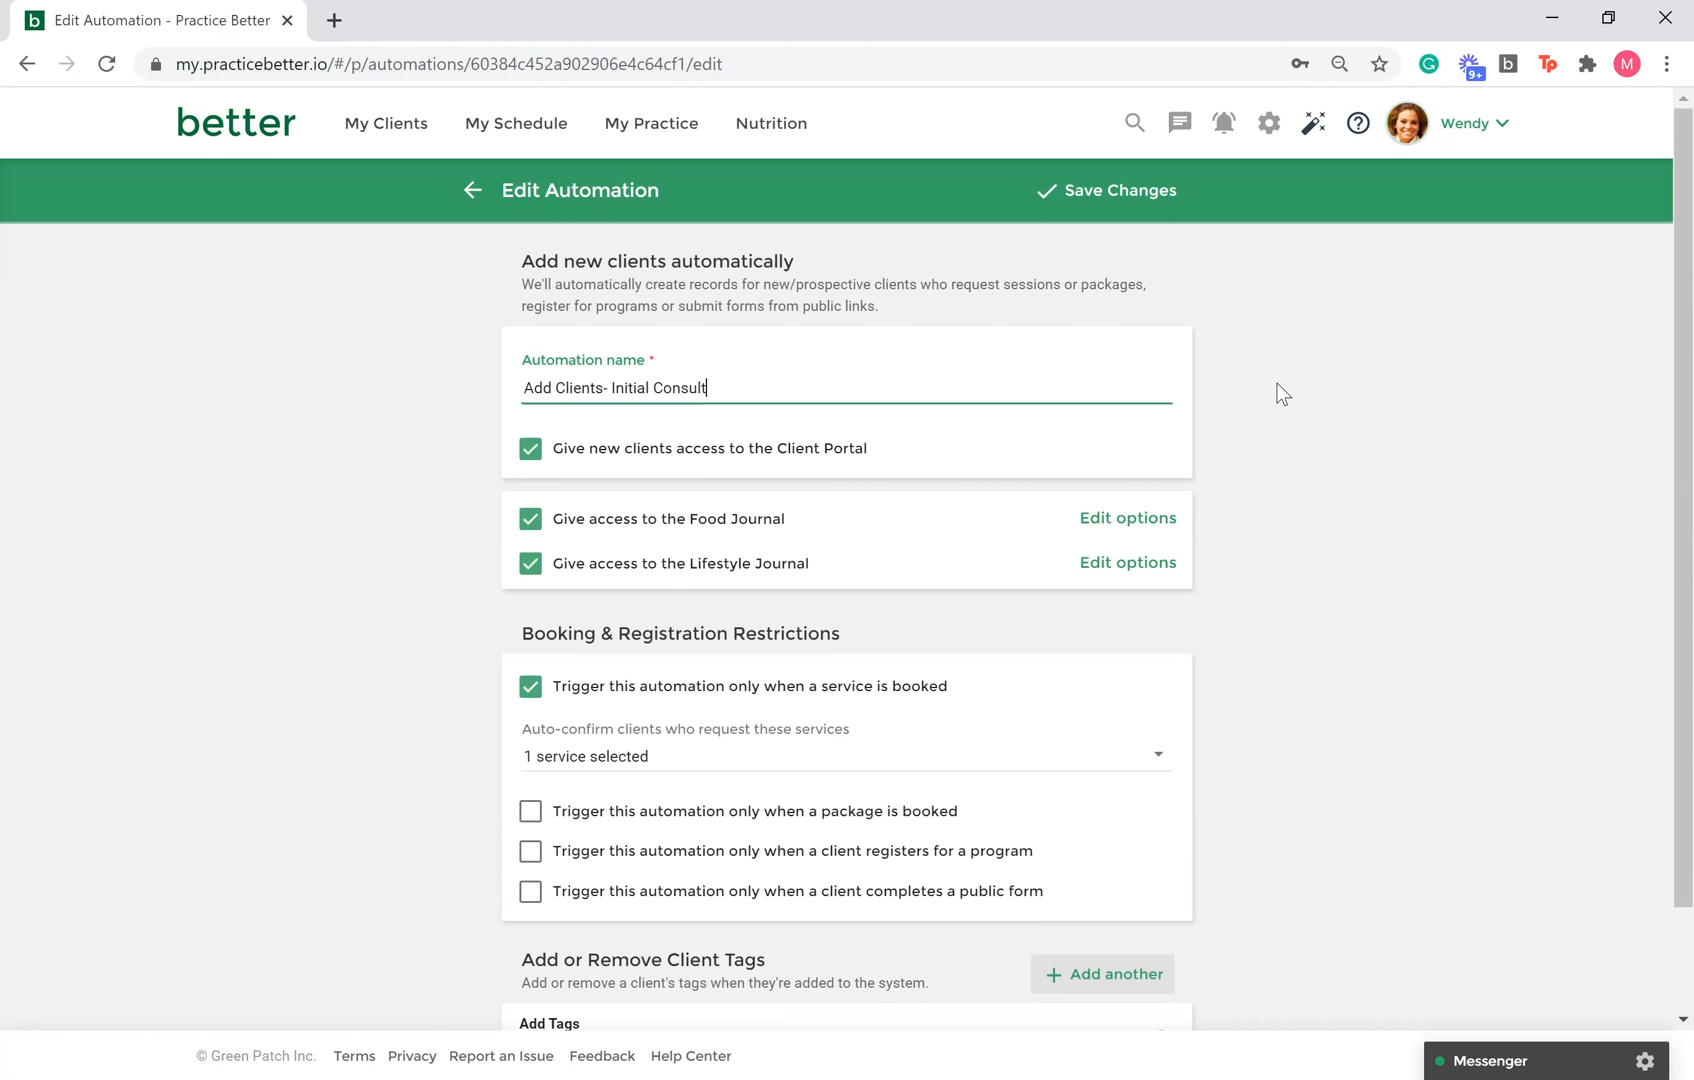 b Edit Automation - Practice Better
my.practicebetter.io/#/p/automations/60384c452a902906e4c64cf1/edit
9+ b Tp M
better My Clients My Schedule My Practice Nutrition Wendy
Edit Automation Save Changes
Add new clients automatically
We'll automatically create records for new/prospective clients who request sessions or packages,
register for programs or submit forms from public links.
Automation name *
Add Clients- Initial Consult
Give new clients access to the Client Portal
Give access to the Food Journal Edit options
Give access to the Lifestyle Journal Edit options
Booking & Registration Restrictions
Trigger this automation only when a service is booked
Auto-confirm clients who request these services
1 service selected
Trigger this automation only when a package is booked
Trigger this automation only when a client registers for a program
Trigger this automation only when a client completes a public form
Add or Remove Client Tags
Add or remove a client's tags when they're added to the system.
+ Add another
Add Tags
© Green Patch Inc. Terms Privacy Report an Issue Feedback Help Center
Messenger